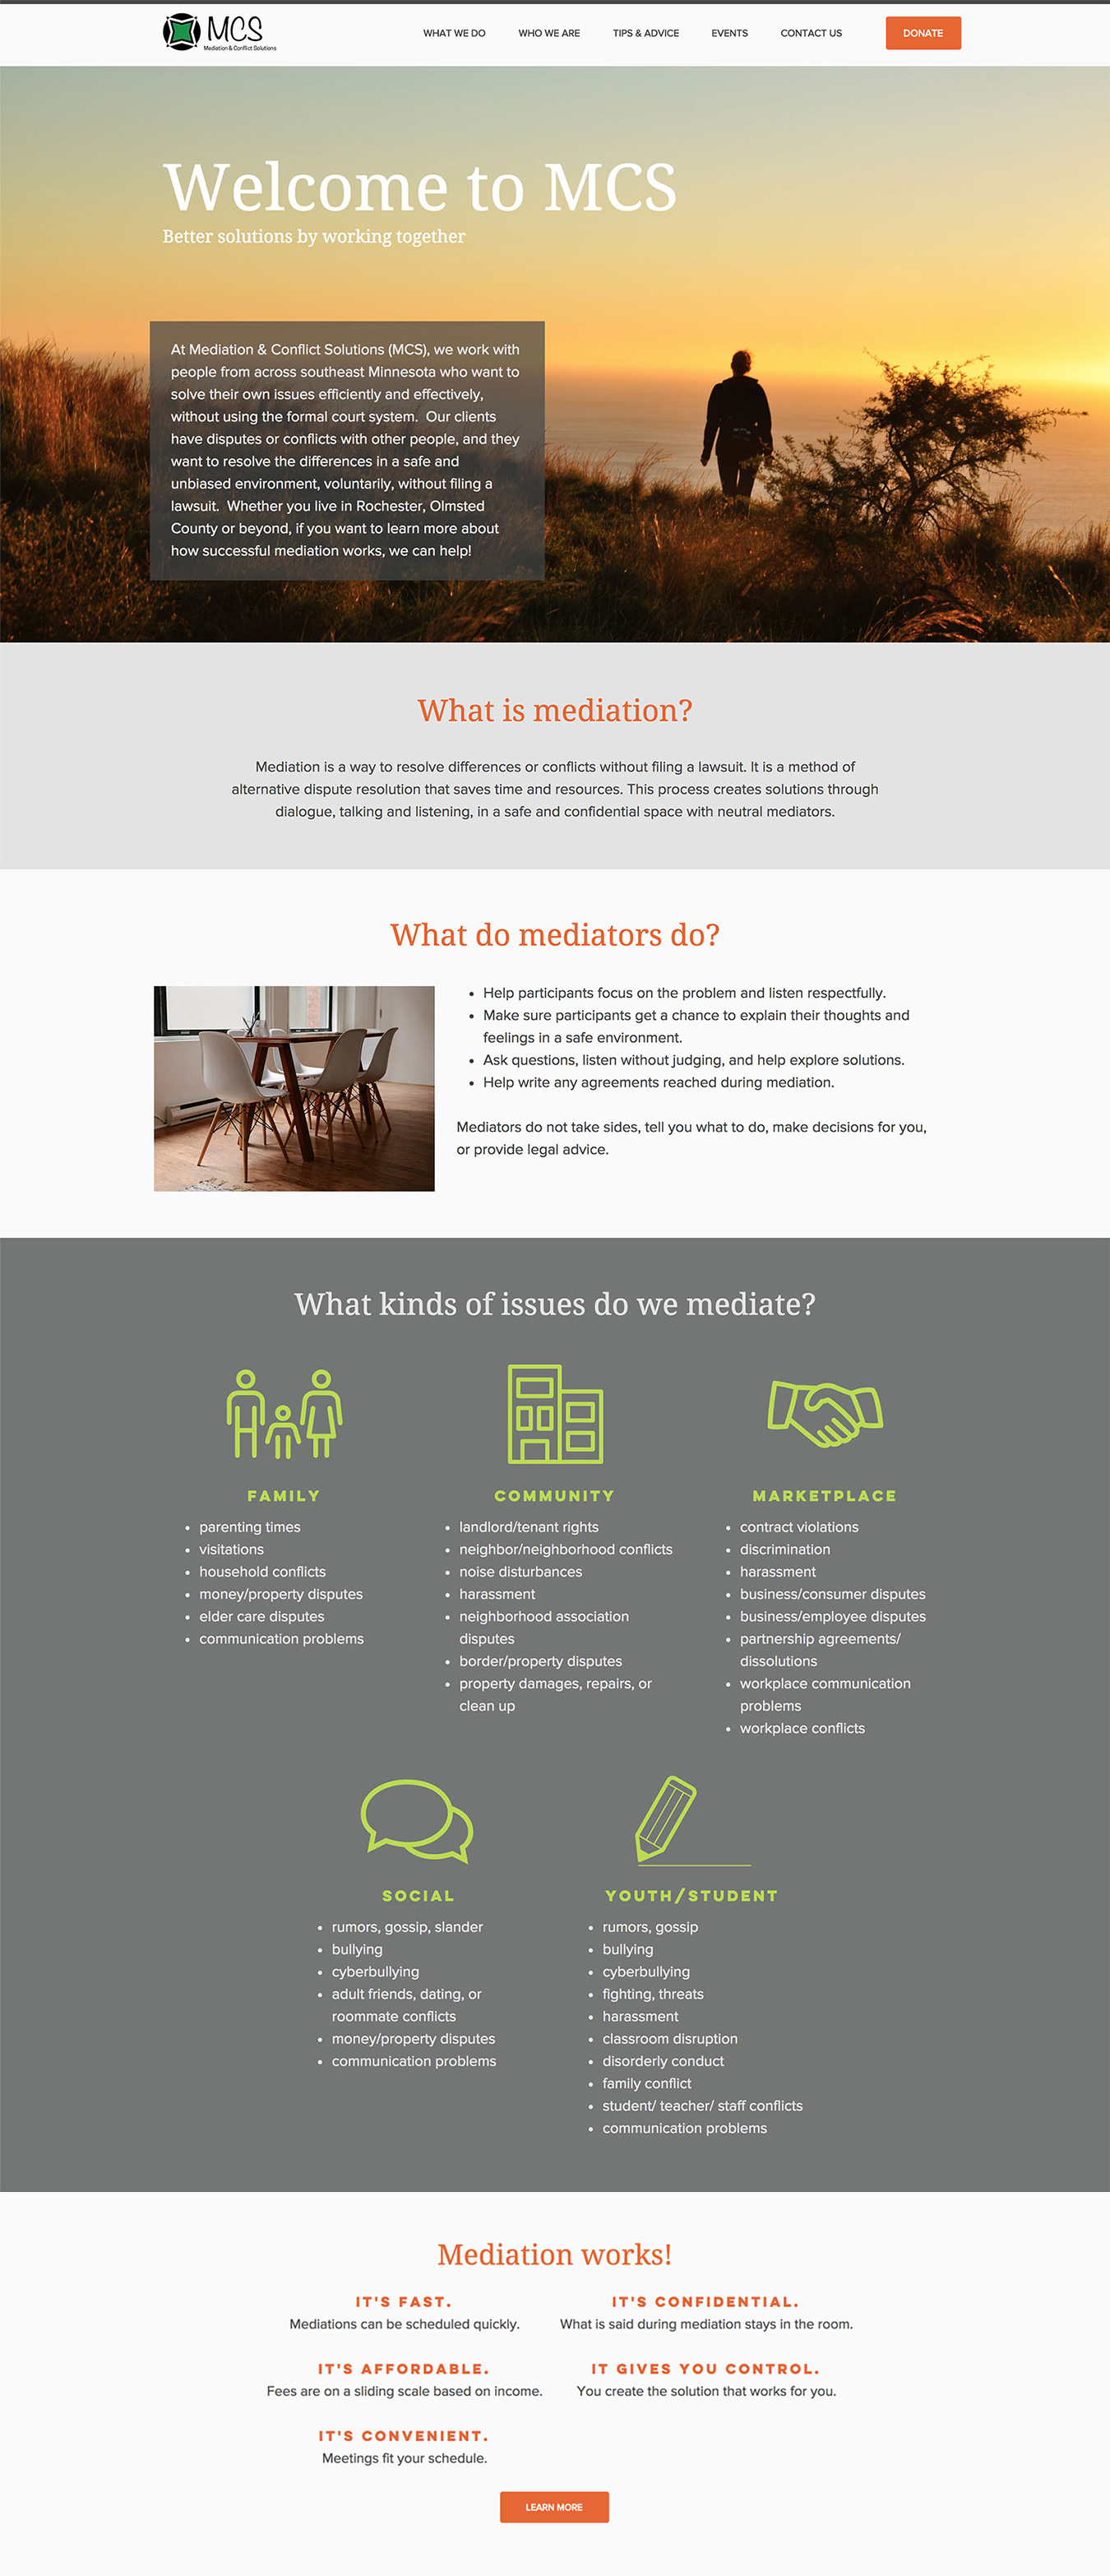 MCS
Mediation & Conflict Solutions
WHAT WE DO
WHO WE ARE
TIPS & ADVICE
EVENTS
CONTACT US
DONATE
Welcome to MCS
Better solutions by working together
At Mediation & Conflict Solutions (MCS), we work with
people from across southeast Minnesota who want to
solve their own issues efficiently and effectively,
without using the formal court system. Our clients
have disputes or conflicts with other people, and they
want to resolve the differences in a safe and
unbiased environment, voluntarily, without filing a
lawsuit. Whether you live in Rochester, Olmsted
County or beyond, if you want to learn more about
how successful mediation works, we can help!
What is mediation?
Mediation is a way to resolve differences or conflicts without filing a lawsuit. It is a method of
alternative dispute resolution that saves time and resources. This process creates solutions through
dialogue, talking and listening, in a safe and confidential space with neutral mediators.
What do mediators do?
• Help participants focus on the problem and listen respectfully.
• Make sure participants get a chance to explain their thoughts and
feelings in a safe environment.
• Ask questions, listen without judging, and help explore solutions.
• Help write any agreements reached during mediation.
Mediators do not take sides, tell you what to do, make decisions for you,
or provide legal advice.
What kinds of issues do we mediate?
FAMILY
• parenting times
• visitations
• household conflicts
• money/property disputes
• elder care disputes
• communication problems
COMMUNITY
• landlord/tenant rights
• neighbor/neighborhood conflicts
• noise disturbances
• harassment
• neighborhood association
disputes
• border/property disputes
• property damages, repairs, or
clean up
MARKETPLACE
• contract violations
• discrimination
• harassment
• business/consumer disputes
• business/employee disputes
• partnership agreements/
dissolutions
• workplace communication
problems
• workplace conflicts
SOCIAL
• rumors, gossip, slander
• bullying
• cyberbullying
• adult friends, dating, or
roommate conflicts
• money/property disputes
• communication problems
YOUTH/STUDENT
• rumors, gossip
• bullying
• cyberbullying
• fighting, threats
• harassment
• classroom disruption
• disorderly conduct
• family conflict
• student/ teacher/ staff conflicts
• communication problems
Mediation works!
IT'S FAST.
Mediations can be scheduled quickly.
IT'S CONFIDENTIAL.
What is said during mediation stays in the room.
IT'S AFFORDABLE.
Fees are on a sliding scale based on income.
IT GIVES YOU CONTROL.
You create the solution that works for you.
IT'S CONVENIENT.
Meetings fit your schedule.
LEARN MORE